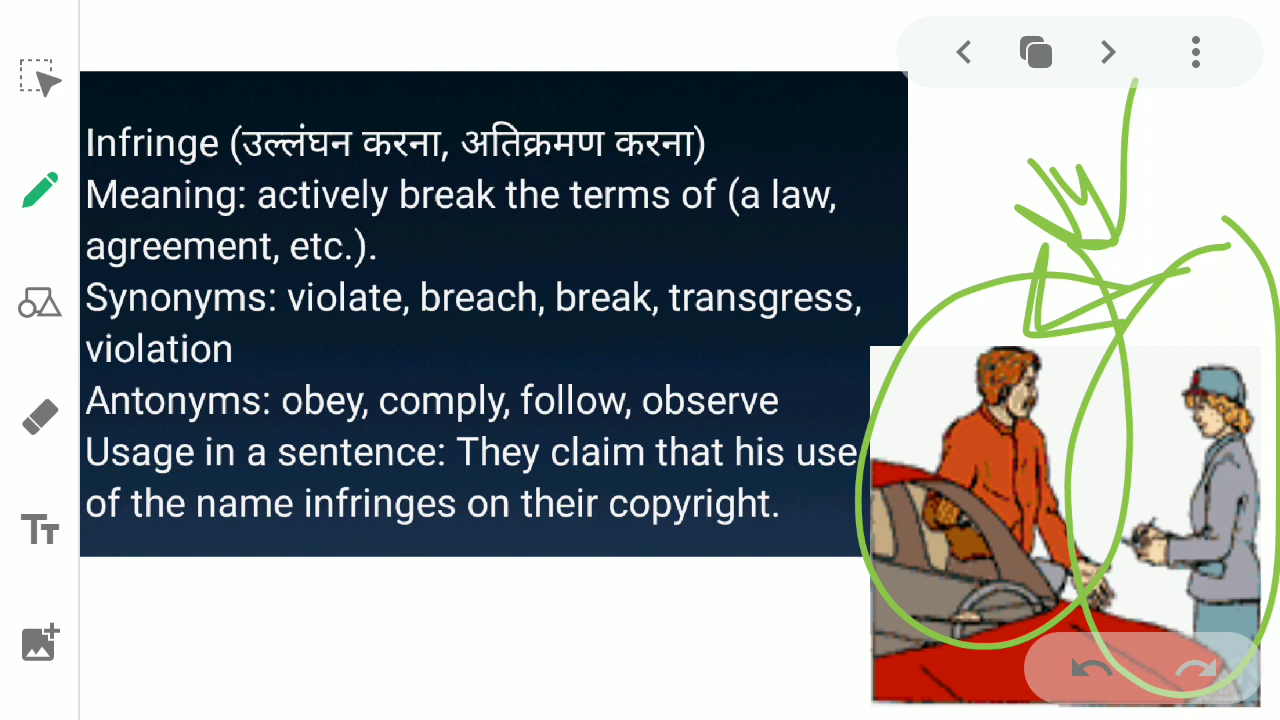 Infringe (उल्लंघन करना, अतिक्रमण करना)
Meaning: actively break the terms of (a law,
agreement, etc.).
Synonyms: violate, breach, break, transgress,
violation
Antonyms: obey, comply, follow, observe
Usage in a sentence: They claim that his use
of the name infringes on their copyright.
TT